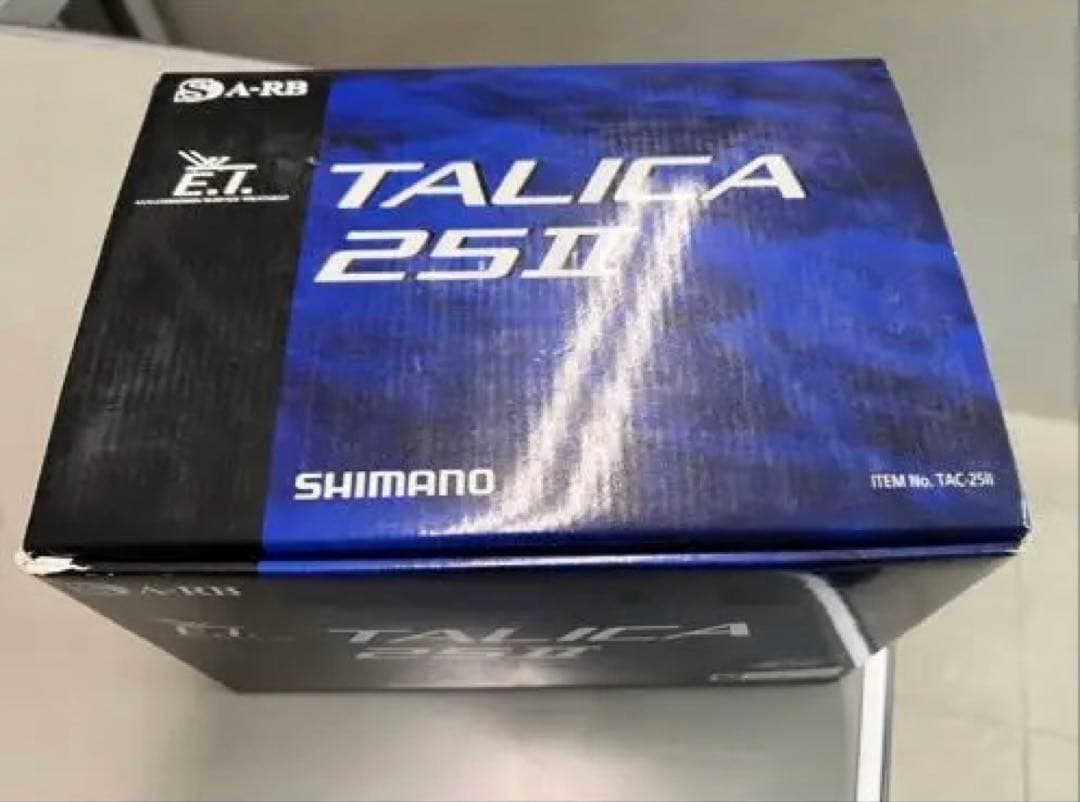 S A-RB
E.I.
TALICA
25II
SHIMANO
ITEM No. TAC-25II
A-RB
E.I.
TALICA
25II